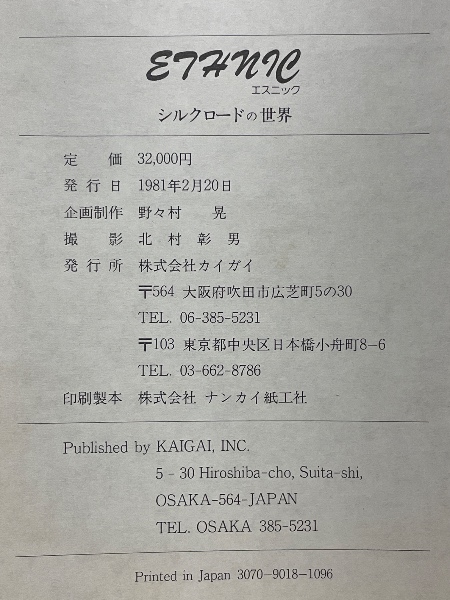 ETHNIC
エスニック
シルクロードの世界
定 価 32,000円
発行日 1981年2月20日
企画制作 野々村 晃
撮 影 北 村 彰 男
発行所 株式会社カイガイ
〒564 大阪府吹田市広芝町5の30
TEL. 06-385-5231
〒103 東京都中央区日本橋小舟町8-6
TEL. 03-662-8786
印刷製本 株式会社 ナンカイ紙工社
Published by KAIGAI, INC.
5-30 Hiroshiba-cho, Suita-shi,
OSAKA-564-JAPAN
TEL. OSAKA 385-5231
Printed in Japan 3070-9018-1096